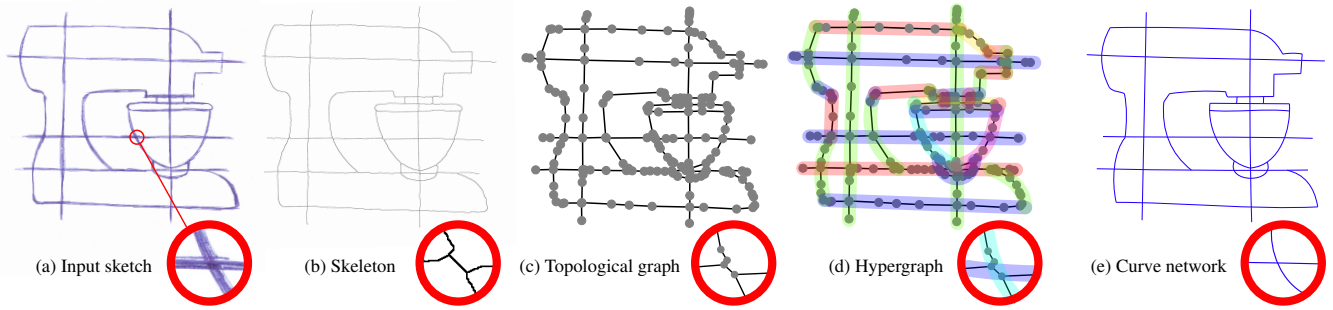 (a) Input sketch
(b) Skeleton
(c) Topological graph
(d) Hypergraph
(e) Curve network